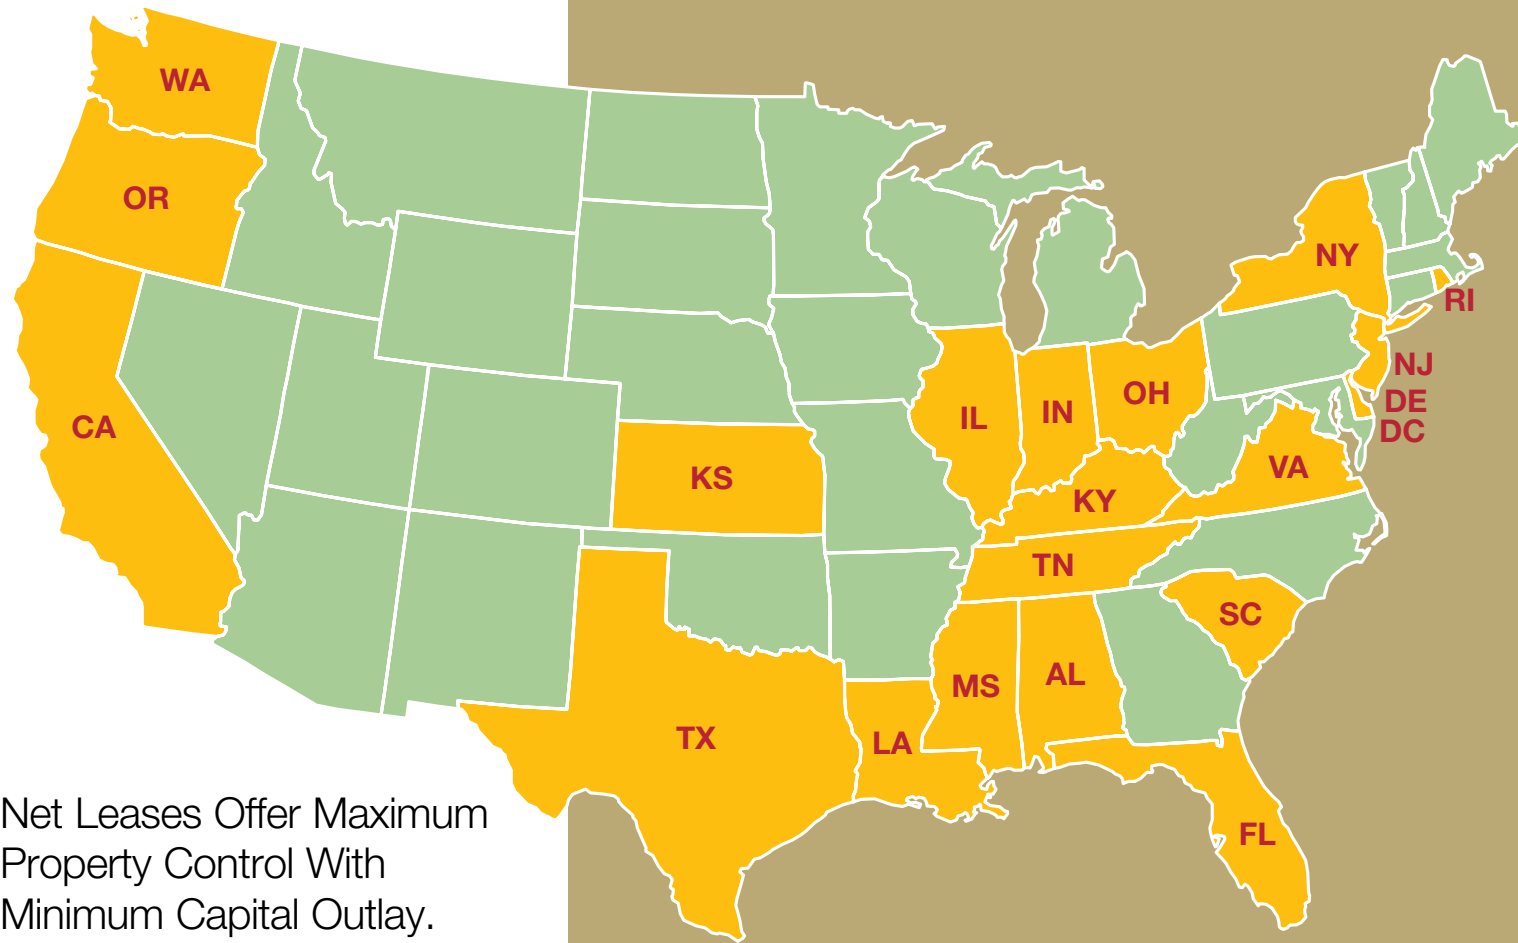 WA
OR
NY
RI
NJ
OH
DE
IN
IL
CA
DC
VA
KS
KY
TN
SC
AL
MS
TX
LA
FL
Net Leases Offer Maximum
Property Control With
Minimum Capital Outlay.